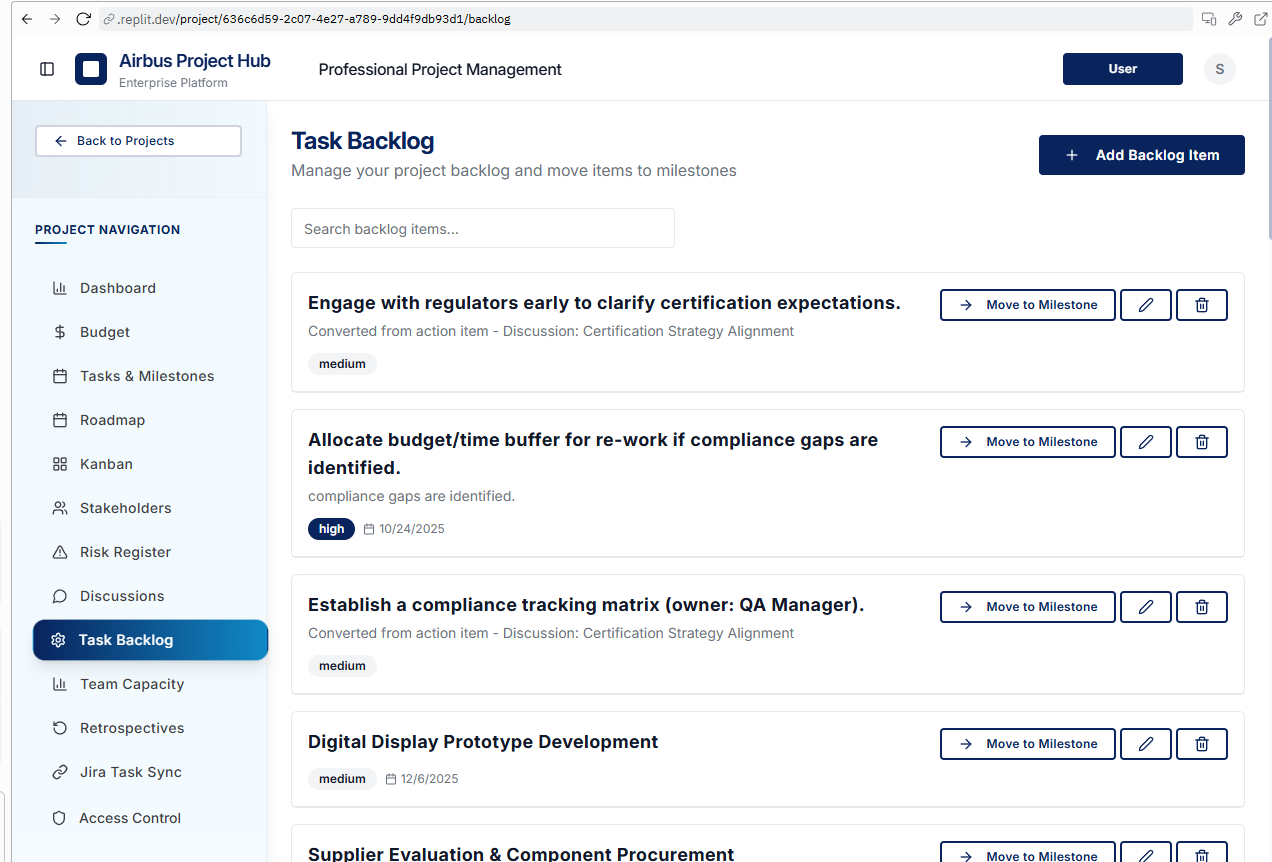 .replit.dev/project/636c6d59-2c07-4e27-a789-9dd4f9db93d1/backlog
Airbus Project Hub
Enterprise Platform
Professional Project Management
User
S
Back to Projects
PROJECT NAVIGATION
Dashboard
Budget
Tasks & Milestones
Roadmap
Kanban
Stakeholders
Risk Register
Discussions
Task Backlog
Team Capacity
Retrospectives
Jira Task Sync
Access Control
Task Backlog
Manage your project backlog and move items to milestones
+ Add Backlog Item
Search backlog items...
Engage with regulators early to clarify certification expectations.
Converted from action item - Discussion: Certification Strategy Alignment
medium
Move to Milestone
Allocate budget/time buffer for re-work if compliance gaps are
identified.
compliance gaps are identified.
high 10/24/2025
Move to Milestone
Establish a compliance tracking matrix (owner: QA Manager).
Converted from action item - Discussion: Certification Strategy Alignment
medium
Move to Milestone
Digital Display Prototype Development
medium 12/6/2025
Move to Milestone
Supplier Evaluation & Component Procurement
Move to Milestone